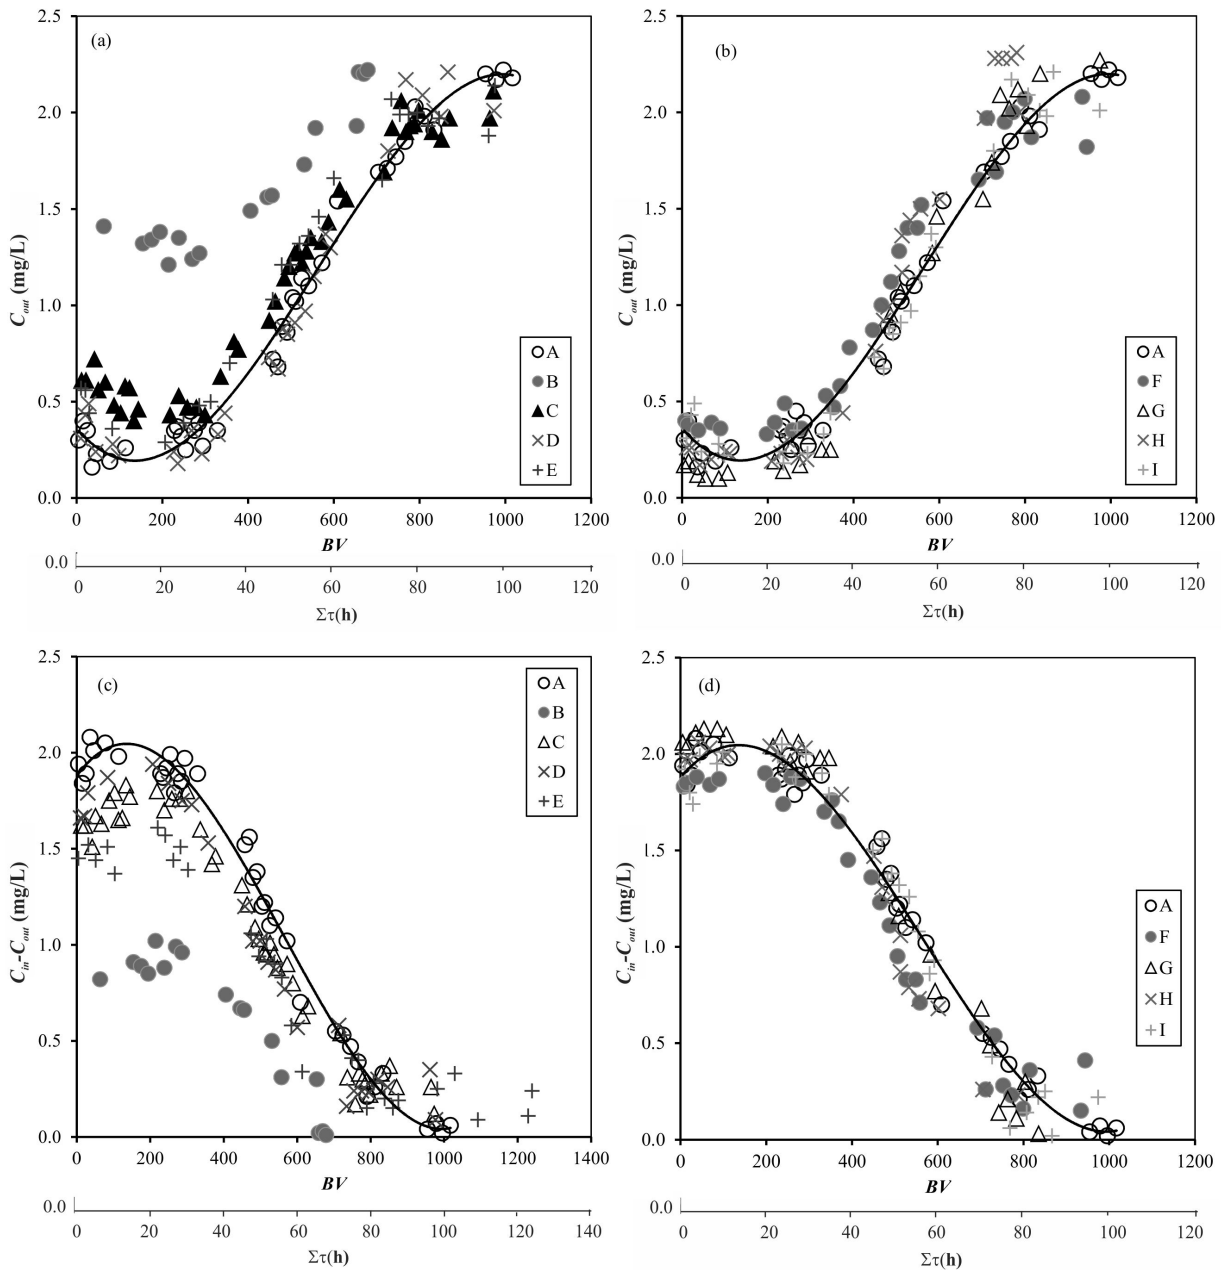 (a)
2.5
2.0
1.5
1.0
0.5
0.0
C_out (mg/L)
A
B
C
D
E
0 200 400 600 800 1000 1200
BV
0.0
0 20 40 60 80 100 120
Στ(h)
(b)
2.5
2.0
1.5
1.0
0.5
0.0
C_out (mg/L)
A
F
G
H
I
0 200 400 600 800 1000 1200
BV
0.0
0 20 40 60 80 100 120
Στ(h)
(c)
2.5
2.0
1.5
1.0
0.5
0.0
C_in-C_out (mg/L)
A
B
C
D
E
0 200 400 600 800 1000 1200 1400
BV
0.0
0 20 40 60 80 100 120 140
Στ(h)
(d)
2.5
2.0
1.5
1.0
0.5
0.0
C_in-C_out (mg/L)
A
F
G
H
I
0 200 400 600 800 1000 1200
BV
0.0
0 20 40 60 80 100 120
Στ(h)